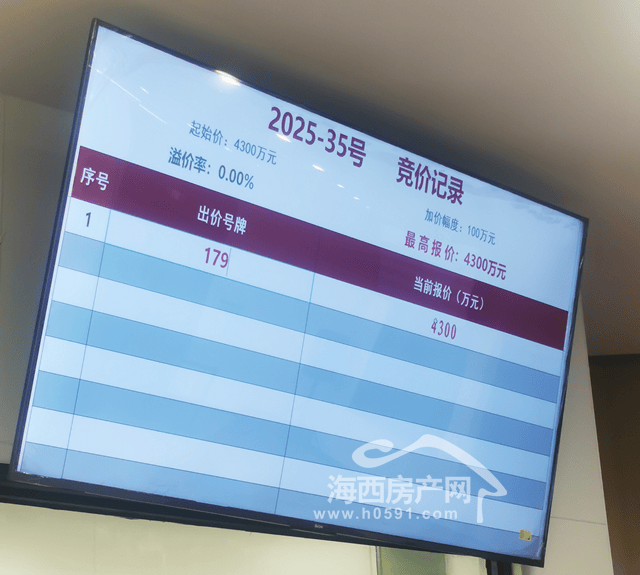 2025-35号 竞价记录
起始价：4300万元 加价幅度：100万元
溢价率：0.00% 最高报价：4300万元
序号 出价号牌 当前报价（万元）
1 179 4300
海西房产网
www.h0591.com